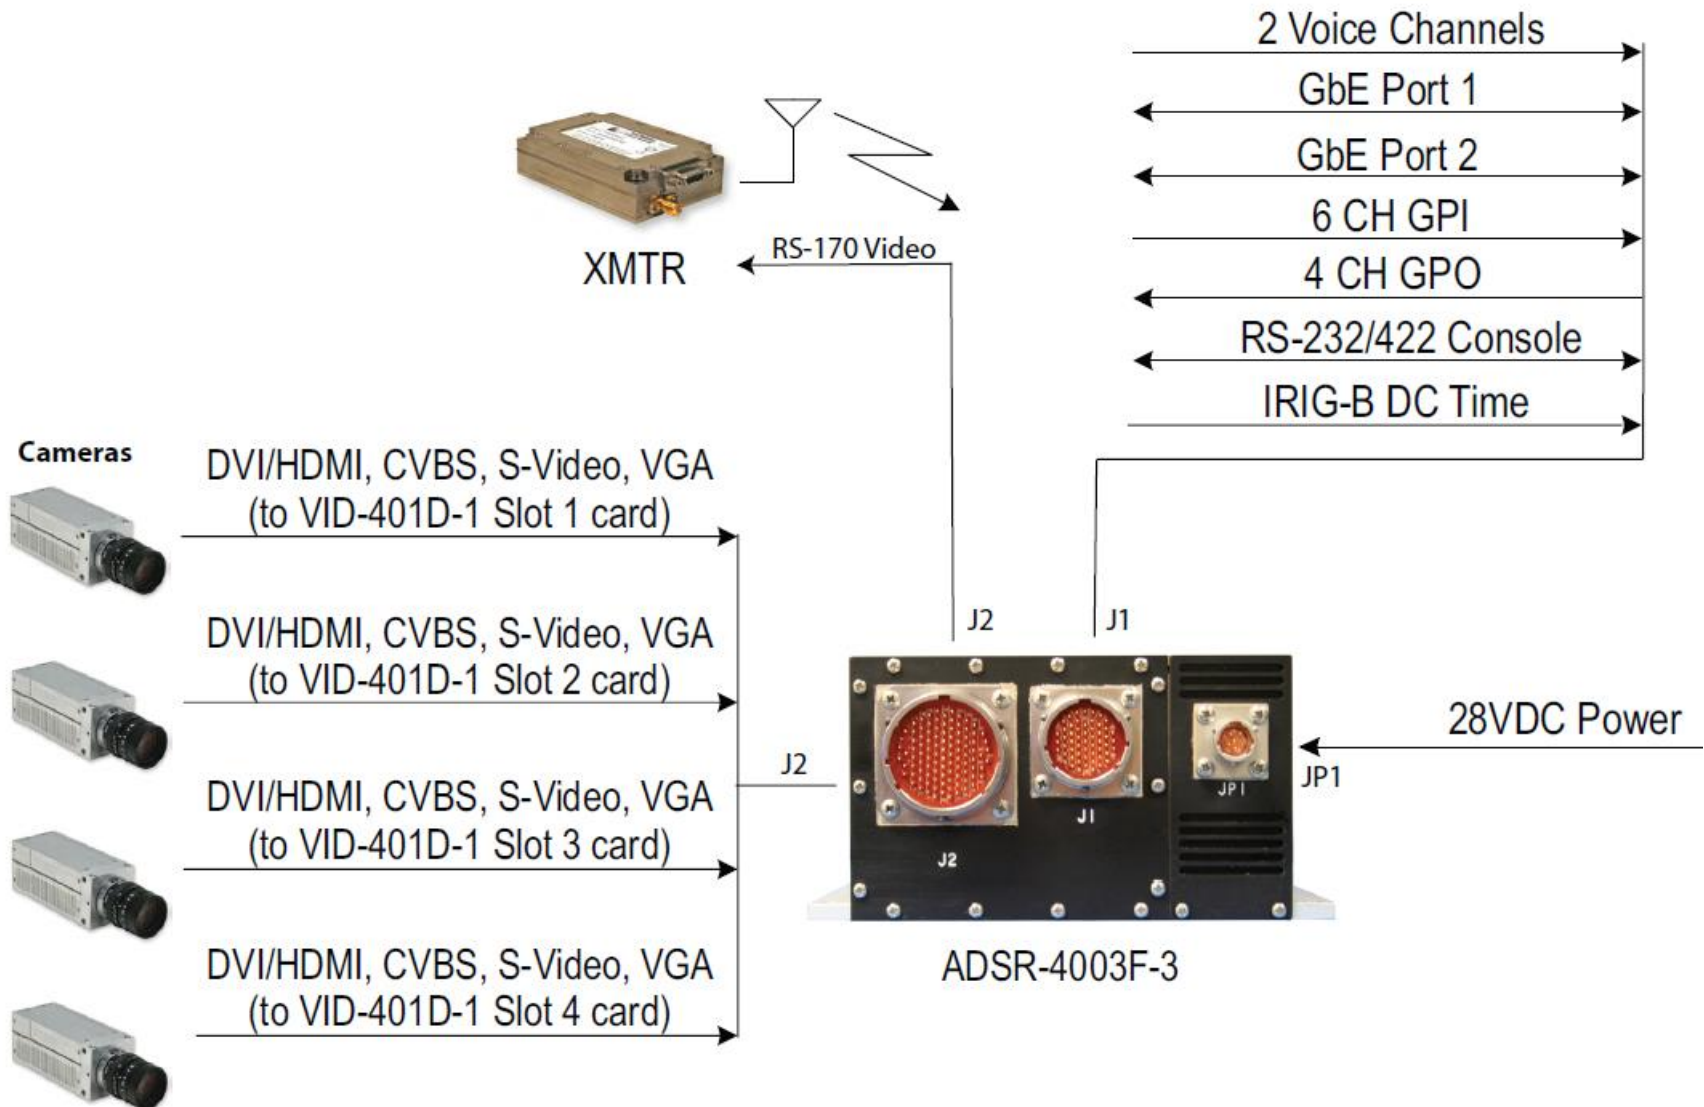 2 Voice Channels
GbE Port 1
GbE Port 2
6 CH GPI
4 CH GPO
RS-232/422 Console
IRIG-B DC Time
XMTR
RS-170 Video
Cameras
DVI/HDMI, CVBS, S-Video, VGA
(to VID-401D-1 Slot 1 card)
DVI/HDMI, CVBS, S-Video, VGA
(to VID-401D-1 Slot 2 card)
DVI/HDMI, CVBS, S-Video, VGA
(to VID-401D-1 Slot 3 card)
DVI/HDMI, CVBS, S-Video, VGA
(to VID-401D-1 Slot 4 card)
J2
J2
J1
28VDC Power
JP1
JP1
J1
J2
ADSR-4003F-3